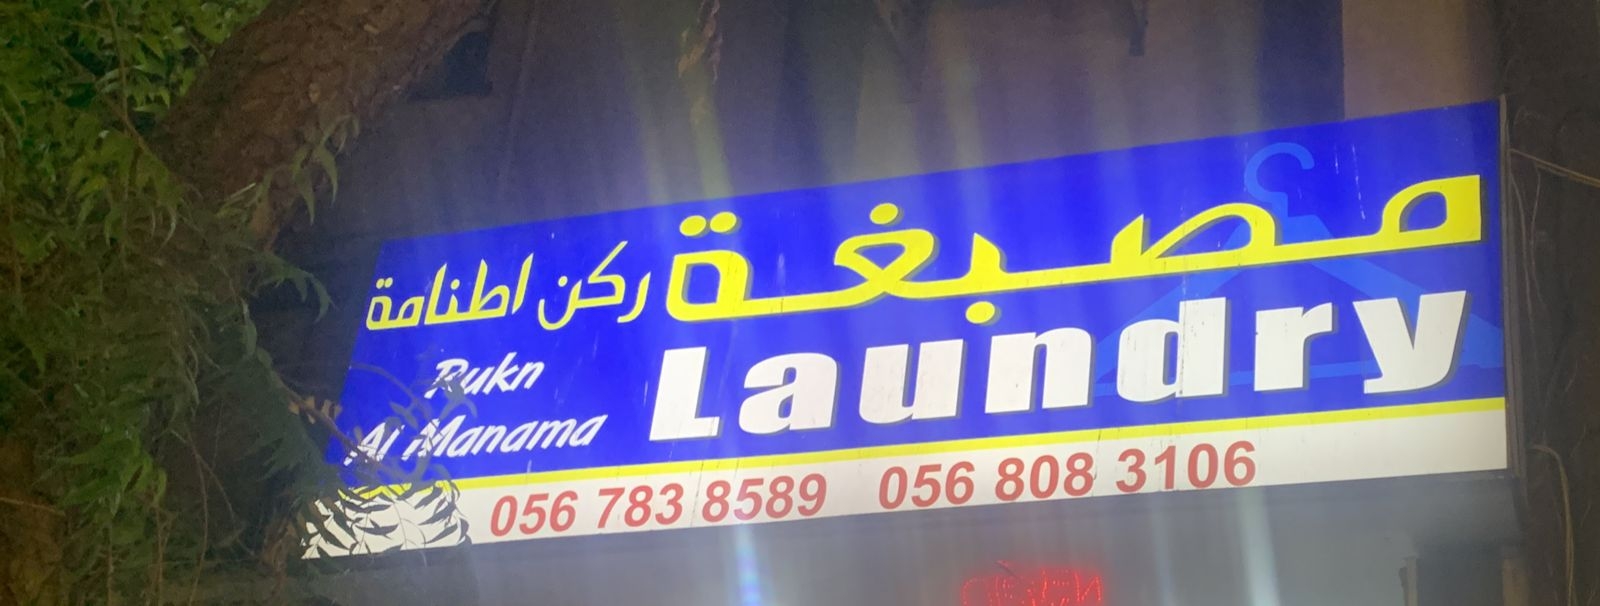 مصبغة ركن اطنامة
Rukn
Al Manama
Laundry
056 783 8589 056 808 3106